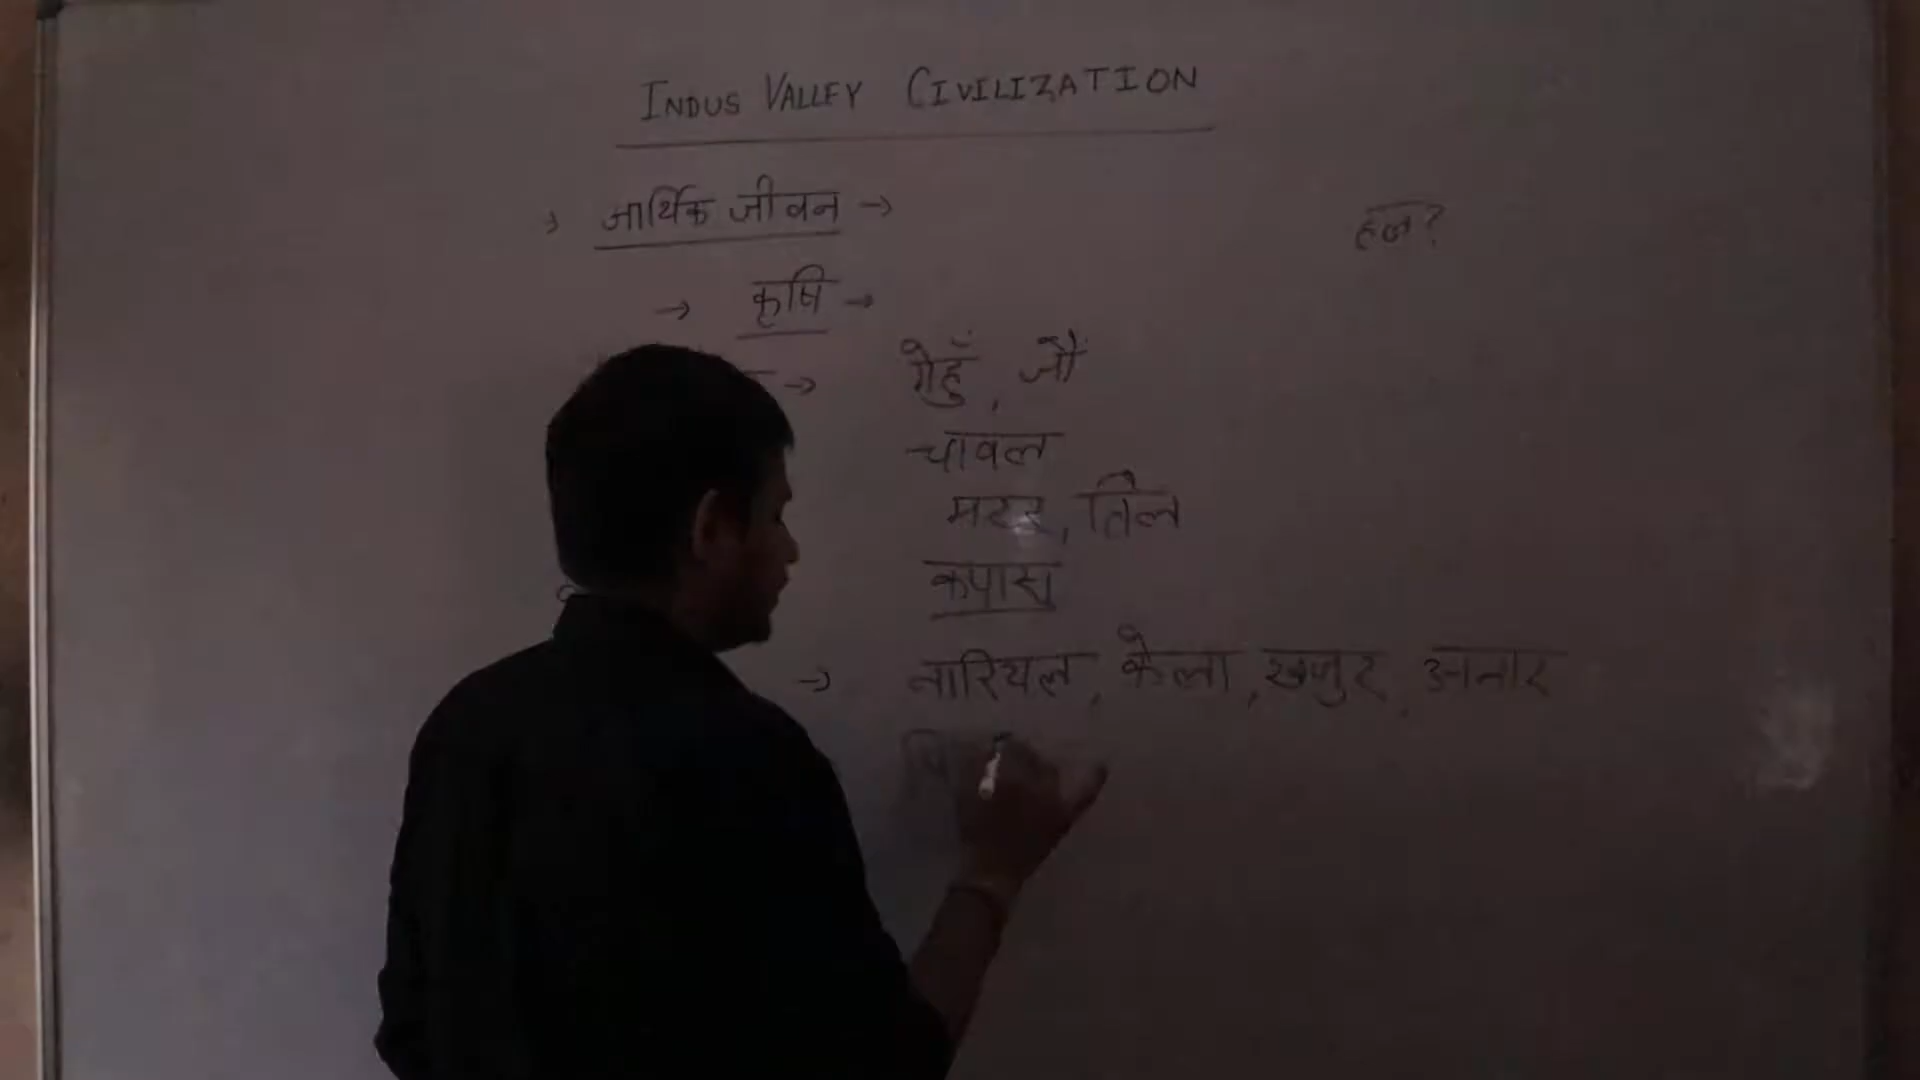 INDUS VALLEY CIVILIZATION
→ आर्थिक जीवन →
हल?
→ कृषि →
→ गेहुँ, जौ
चावल
मटर, तिल
कपास
→ नारियल, केला, खजुर, अनार